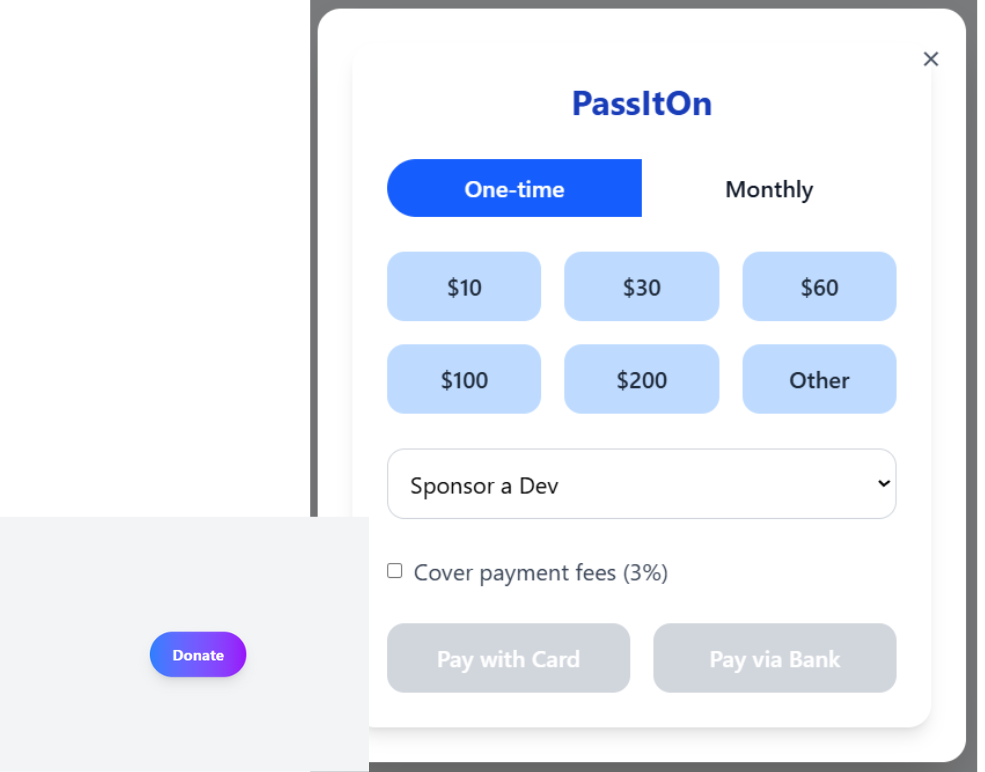 ×
PassItOn
One-time Monthly
$10 $30 $60
$100 $200 Other
Sponsor a Dev
Cover payment fees (3%)
Donate
Pay with Card Pay via Bank